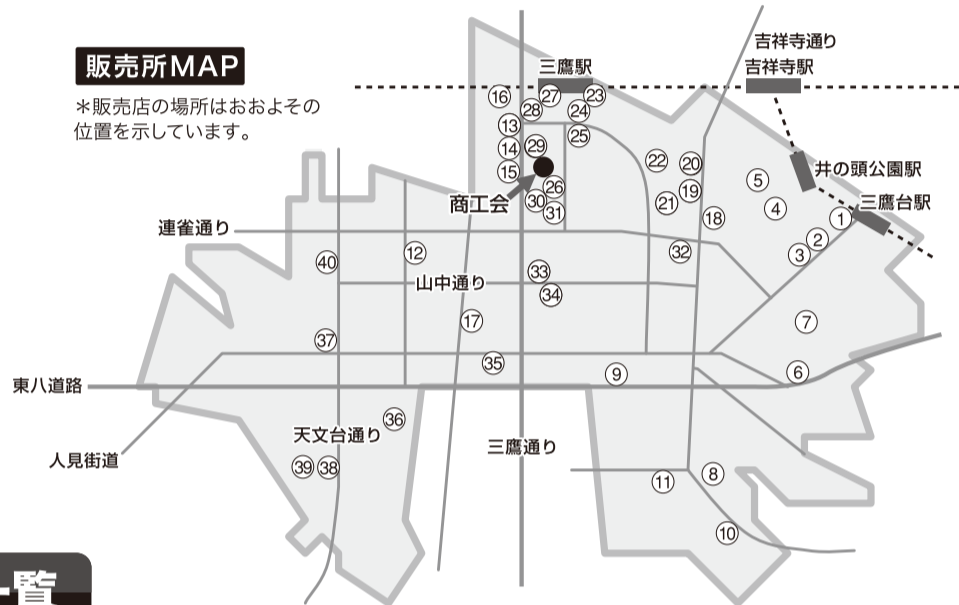 販売所MAP
*販売店の場所はおおよその
位置を示しています。
吉祥寺通り
三鷹駅
吉祥寺駅
⑯
㉗
㉓
㉘
㉔
⑬
㉕
⑭
㉙
㉒
⑳
井の頭公園駅
⑮
㉖
⑤
⑲
三鷹台駅
商工会
㉚
㉛
㉑
⑱
④
①
連雀通り
②
⑫
㉜
③
㊵
㉝
山中通り
㉞
⑰
⑦
㊲
㉟
⑨
⑥
東八道路
㊱
天文台通り
三鷹通り
人見街道
㊴
㊳
⑪
⑧
⑩
覧